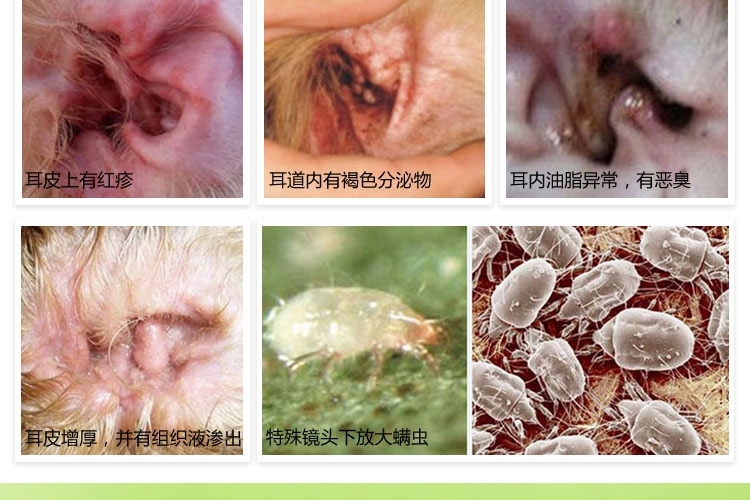 耳皮上有红疹
耳道内有褐色分泌物
耳内油脂异常，有恶臭
耳皮增厚，并有组织液渗出
特殊镜头下放大螨虫